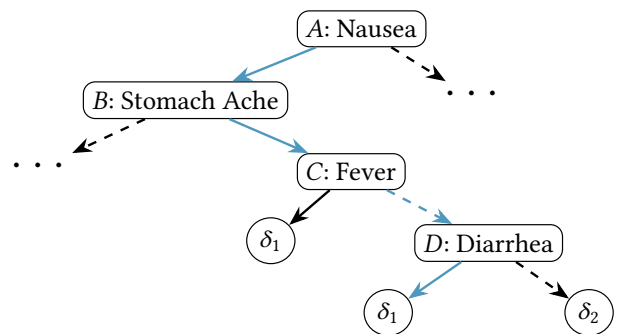 A: Nausea
. . .
B: Stomach Ache
. . .
C: Fever
δ1
D: Diarrhea
δ1
δ2